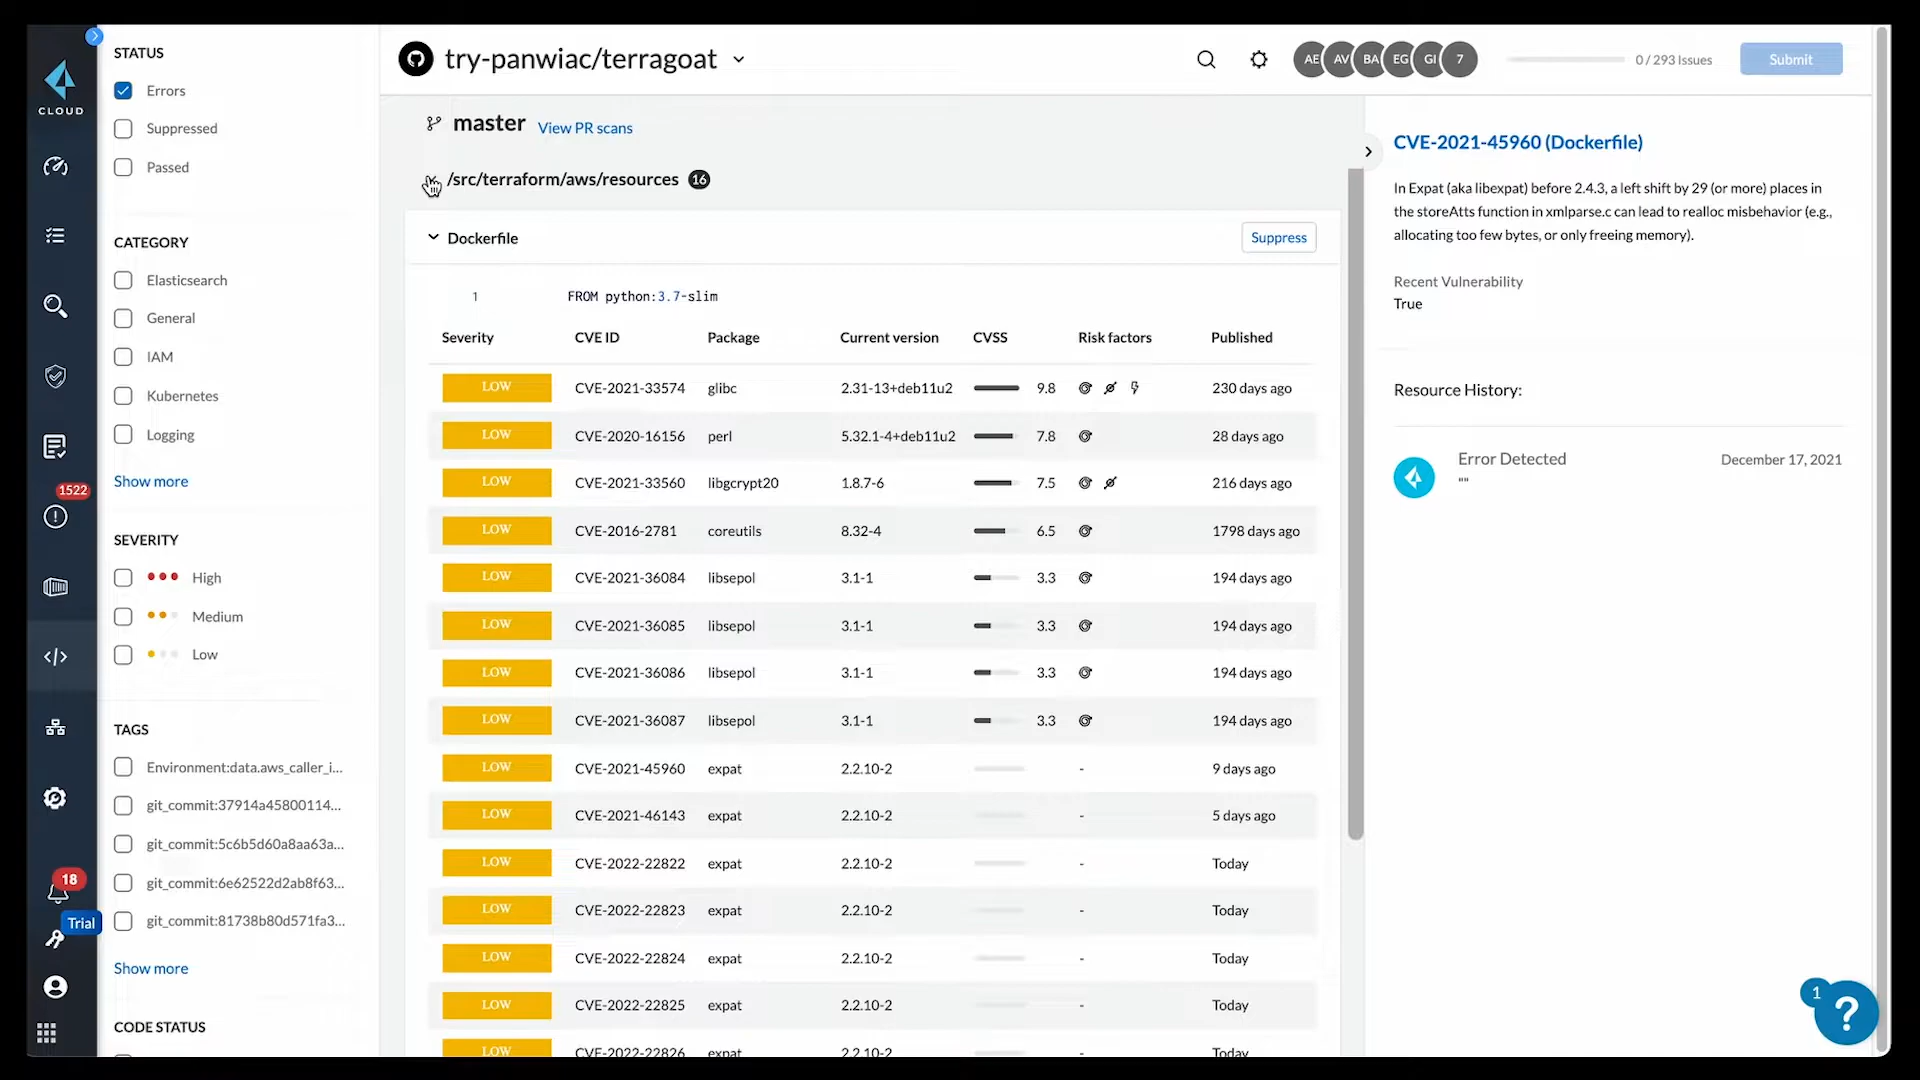 CLOUD
1522
18
Trial
STATUS
Errors
Suppressed
Passed
CATEGORY
Elasticsearch
General
IAM
Kubernetes
Logging
Show more
SEVERITY
High
Medium
Low
TAGS
Environment:data.aws_caller_i...
git_commit:37914a45800114...
git_commit:5c6b5d60a8aa63a...
git_commit:6e62522d2ab8f63...
git_commit:81738b80d571fa3...
Show more
CODE STATUS
try-panwiac/terragoat
AE AV BA EG GI 7
0 / 293 Issues
Submit
master View PR scans
/src/terraform/aws/resources 16
Dockerfile
Suppress
1 FROM python:3.7-slim
Severity CVE ID Package Current version CVSS Risk factors Published
LOW CVE-2021-33574 glibc 2.31-13+deb11u2 9.8 230 days ago
LOW CVE-2020-16156 perl 5.32.1-4+deb11u2 7.8 28 days ago
LOW CVE-2021-33560 libgcrypt20 1.8.7-6 7.5 216 days ago
LOW CVE-2016-2781 coreutils 8.32-4 6.5 1798 days ago
LOW CVE-2021-36084 libsepol 3.1-1 3.3 194 days ago
LOW CVE-2021-36085 libsepol 3.1-1 3.3 194 days ago
LOW CVE-2021-36086 libsepol 3.1-1 3.3 194 days ago
LOW CVE-2021-36087 libsepol 3.1-1 3.3 194 days ago
LOW CVE-2021-45960 expat 2.2.10-2 - 9 days ago
LOW CVE-2021-46143 expat 2.2.10-2 - 5 days ago
LOW CVE-2022-22822 expat 2.2.10-2 - Today
LOW CVE-2022-22823 expat 2.2.10-2 - Today
LOW CVE-2022-22824 expat 2.2.10-2 - Today
LOW CVE-2022-22825 expat 2.2.10-2 - Today
LOW CVE-2022-22826 expat 2.2.10-2 - Today
CVE-2021-45960 (Dockerfile)
In Expat (aka libexpat) before 2.4.3, a left shift by 29 (or more) places in
the storeAtts function in xmlparse.c can lead to realloc misbehavior (e.g.,
allocating too few bytes, or only freeing memory).
Recent Vulnerability
True
Resource History:
Error Detected December 17, 2021
""
1
?